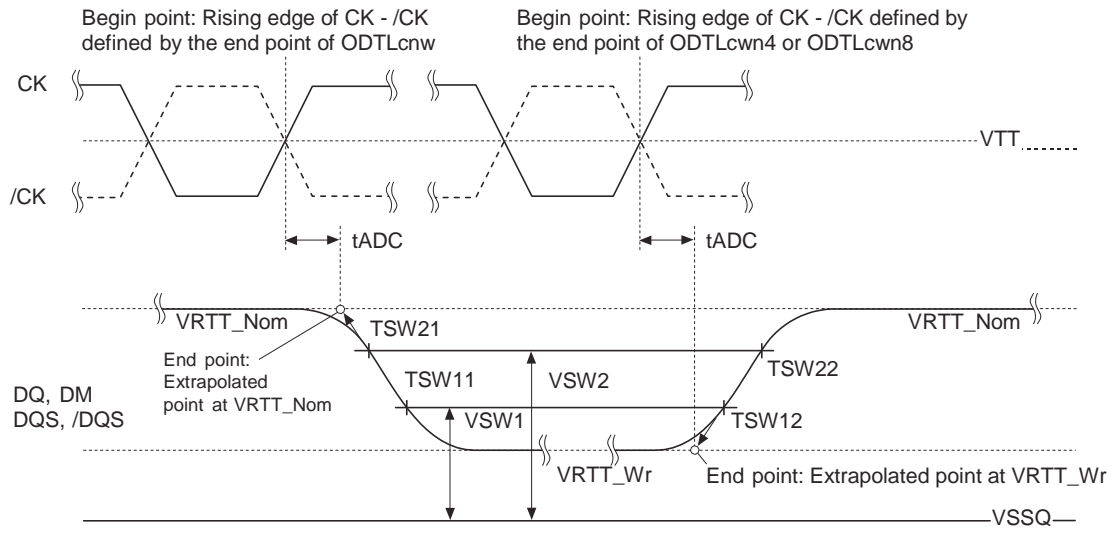 Begin point: Rising edge of CK - /CK
defined by the end point of ODTLcnw
Begin point: Rising edge of CK - /CK defined by
the end point of ODTLcwn4 or ODTLcwn8
CK
VTT
/CK
tADC
tADC
VRTT_Nom
TSW21
VRTT_Nom
End point:
Extrapolated
point at VRTT_Nom
TSW11
VSW2
TSW22
DQ, DM
DQS, /DQS
VSW1
TSW12
VRTT_Wr
End point: Extrapolated point at VRTT_Wr
VSSQ